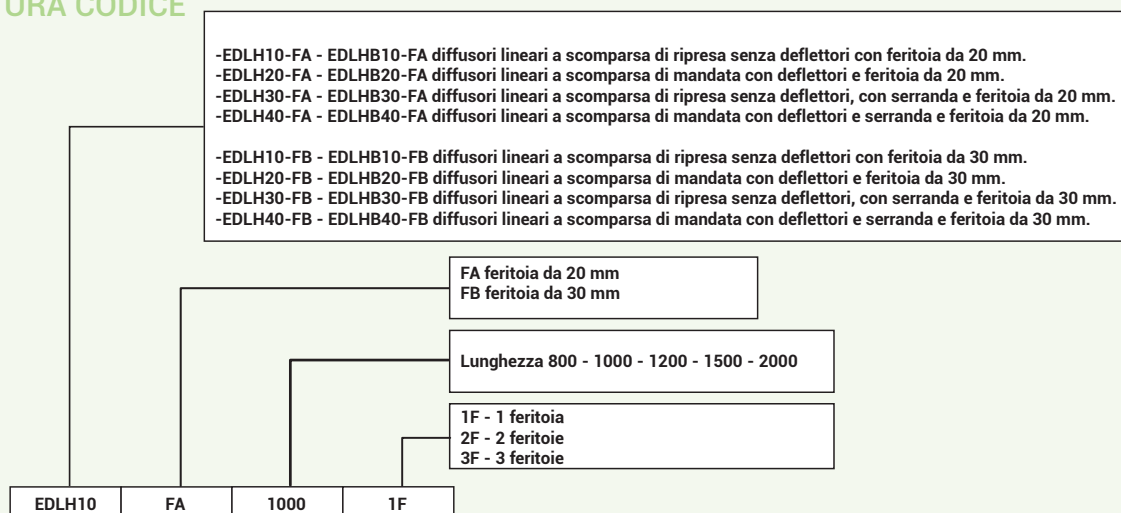 URA CODICE
-EDLH10-FA - EDLHB10-FA diffusori lineari a scomparsa di ripresa senza deflettori con feritoia da 20 mm.
-EDLH20-FA - EDLHB20-FA diffusori lineari a scomparsa di mandata con deflettori e feritoia da 20 mm.
-EDLH30-FA - EDLHB30-FA diffusori lineari a scomparsa di ripresa senza deflettori, con serranda e feritoia da 20 mm.
-EDLH40-FA - EDLHB40-FA diffusori lineari a scomparsa di mandata con deflettori e serranda e feritoia da 20 mm.
-EDLH10-FB - EDLHB10-FB diffusori lineari a scomparsa di ripresa senza deflettori con feritoia da 30 mm.
-EDLH20-FB - EDLHB20-FB diffusori lineari a scomparsa di mandata con deflettori e feritoia da 30 mm.
-EDLH30-FB - EDLHB30-FB diffusori lineari a scomparsa di ripresa senza deflettori, con serranda e feritoia da 30 mm.
-EDLH40-FB - EDLHB40-FB diffusori lineari a scomparsa di mandata con deflettori e serranda e feritoia da 30 mm.
FA feritoia da 20 mm
FB feritoia da 30 mm
Lunghezza 800 - 1000 - 1200 - 1500 - 2000
1F - 1 feritoia
2F - 2 feritoie
3F - 3 feritoie
EDLH10 FA 1000 1F